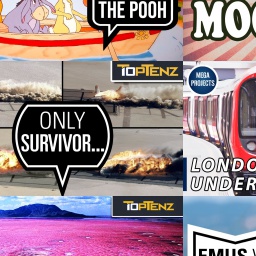 THE POOH
MOO
TOPTENZ
ONLY
SURVIVOR...
MEGA
PROJECTS
LONDO
UNDER
TOPTENZ
EMUS